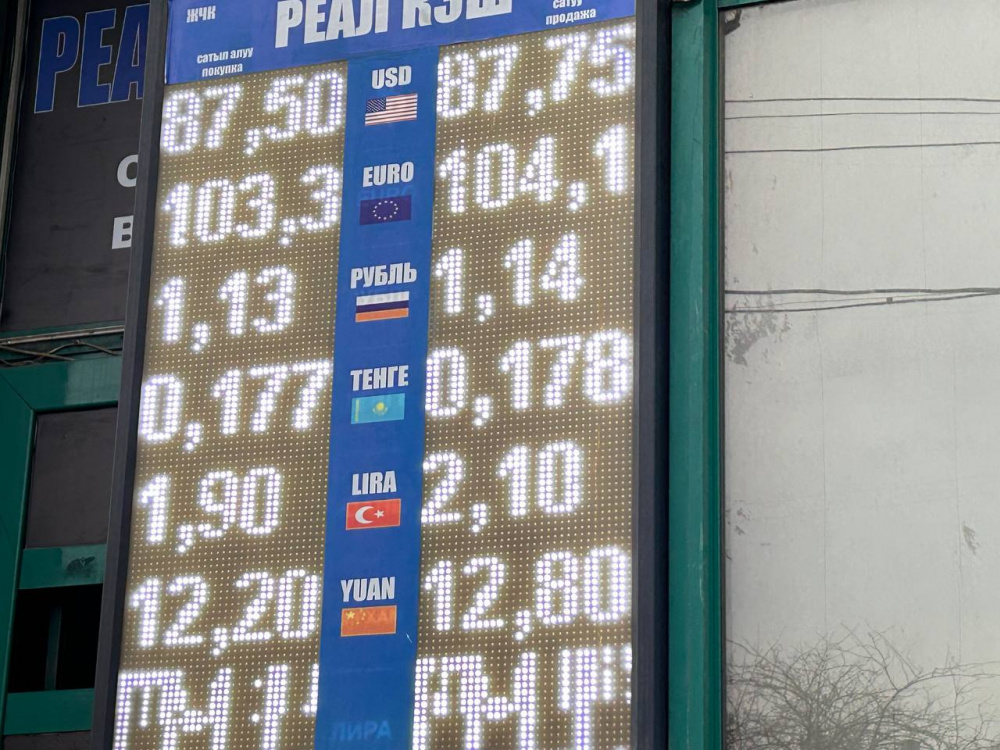 ЖЧК
РЕАЛ КЭШ
сатып алуу
покупка
сатуу
продажа
87,50 USD 87,75
103,3 EURO 104,1
1,13 РУБЛЬ 1,14
0,177 ТЕНГЕ 0,178
1,90 LIRA 2,10
12,20 YUAN 12,80
ЛИРА
РЕА
С
В